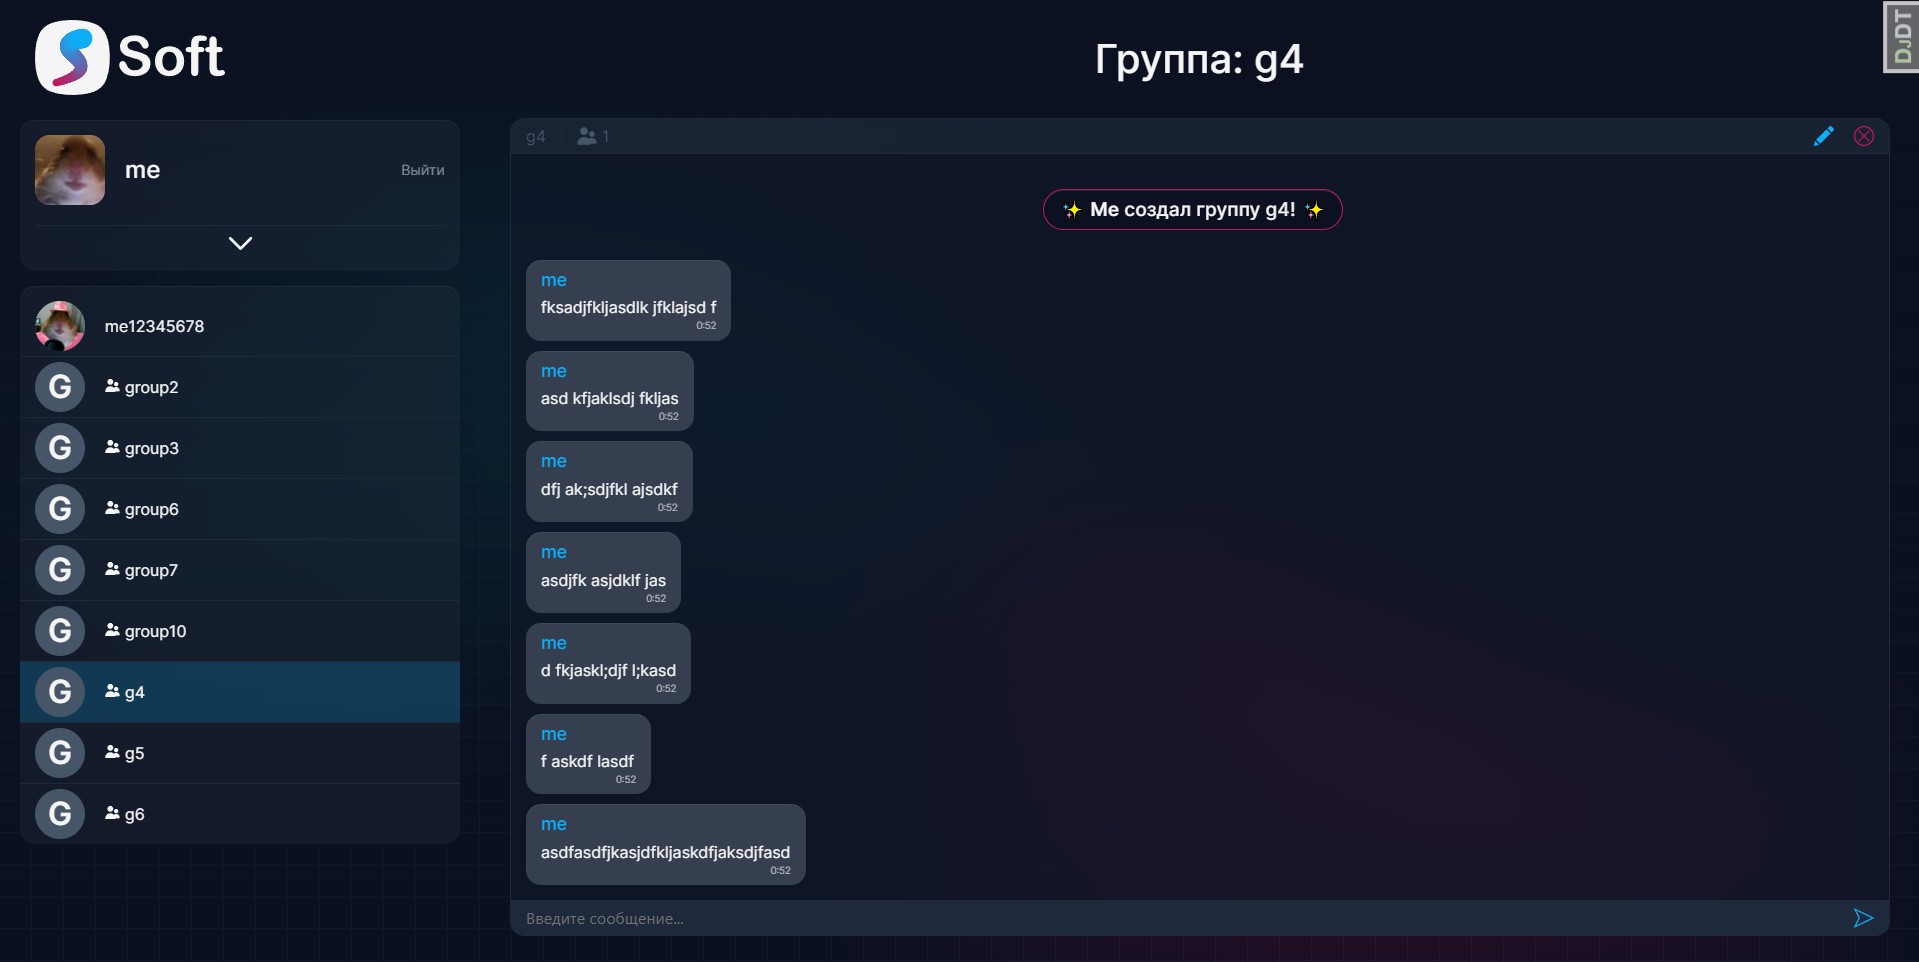 Soft
Группа: g4
DJDT
me
Выйти
me12345678
G
group2
G
group3
G
group6
G
group7
G
group10
G
g4
G
g5
G
g6
g4
1
✨ Me создал группу g4! ✨
me
fksadjfkljasdlk jfklajsd f
0:52
me
asd kfjaklsdj fkljas
0:52
me
dfj ak;sdjfkl ajsdkf
0:52
me
asdjfk asjdklf jas
0:52
me
d fkjaskl;djf l;kasd
0:52
me
f askdf lasdf
0:52
me
asdfasdfjkasjdfkljaskdfjaksdjfasd
0:52
Введите сообщение...